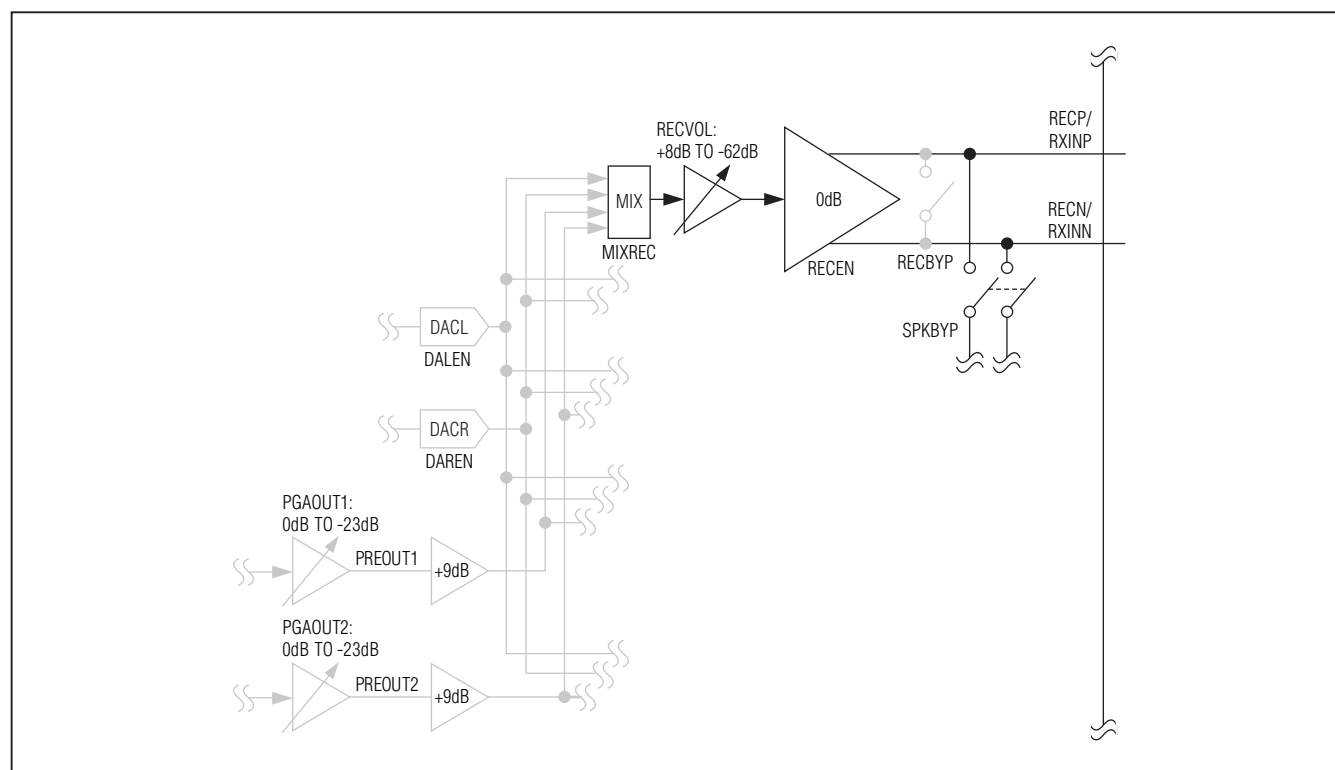 RECP/
RXINP
RECVOL:
+8dB TO -62dB
MIX
0dB
RECN/
RXINN
MIXREC
RECBYP
RECEN
SPKBYP
DACL
DALEN
DACR
DAREN
PGAOUT1:
0dB TO -23dB
PREOUT1
+9dB
PGAOUT2:
0dB TO -23dB
PREOUT2
+9dB